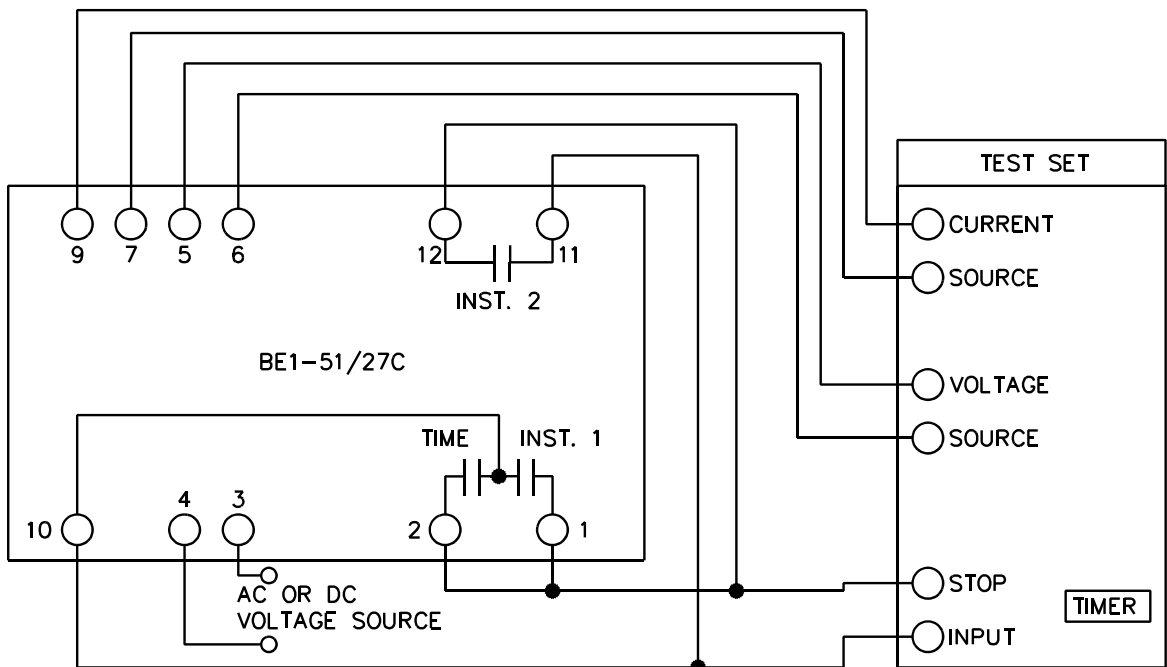 TEST SET
CURRENT
9 7 5 6 12 11
SOURCE
INST. 2
BE1-51/27C
VOLTAGE
TIME INST. 1
SOURCE
4 3
10 2 1
STOP
AC OR DC
VOLTAGE SOURCE
TIMER
INPUT